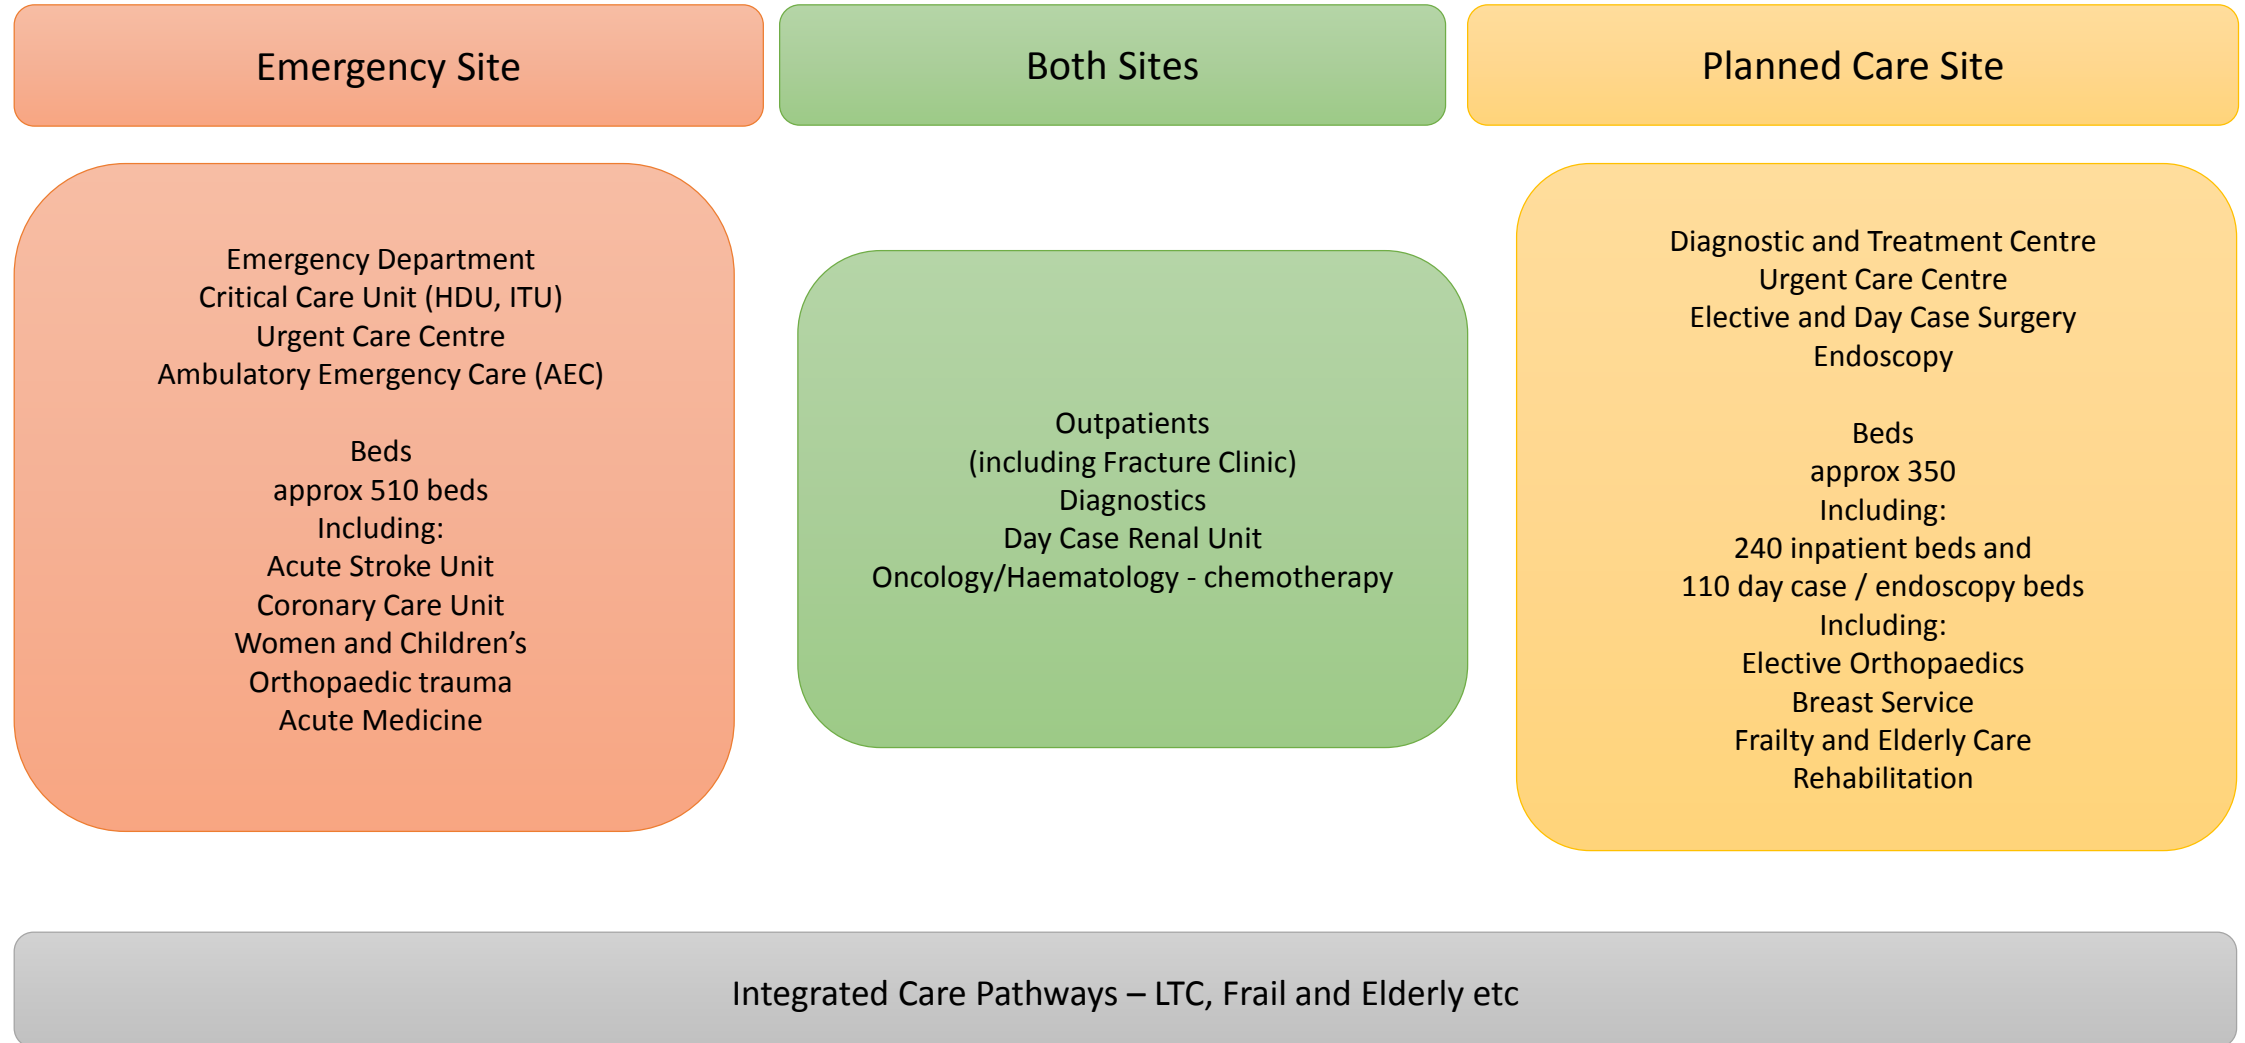 Emergency Site
Both Sites
Planned Care Site
Emergency Department
Critical Care Unit (HDU, ITU)
Urgent Care Centre
Ambulatory Emergency Care (AEC)
Beds
approx 510 beds
Including:
Acute Stroke Unit
Coronary Care Unit
Women and Children’s
Orthopaedic trauma
Acute Medicine
Outpatients
(including Fracture Clinic)
Diagnostics
Day Case Renal Unit
Oncology/Haematology - chemotherapy
Diagnostic and Treatment Centre
Urgent Care Centre
Elective and Day Case Surgery
Endoscopy
Beds
approx 350
Including:
240 inpatient beds and
110 day case / endoscopy beds
Including:
Elective Orthopaedics
Breast Service
Frailty and Elderly Care
Rehabilitation
Integrated Care Pathways – LTC, Frail and Elderly etc